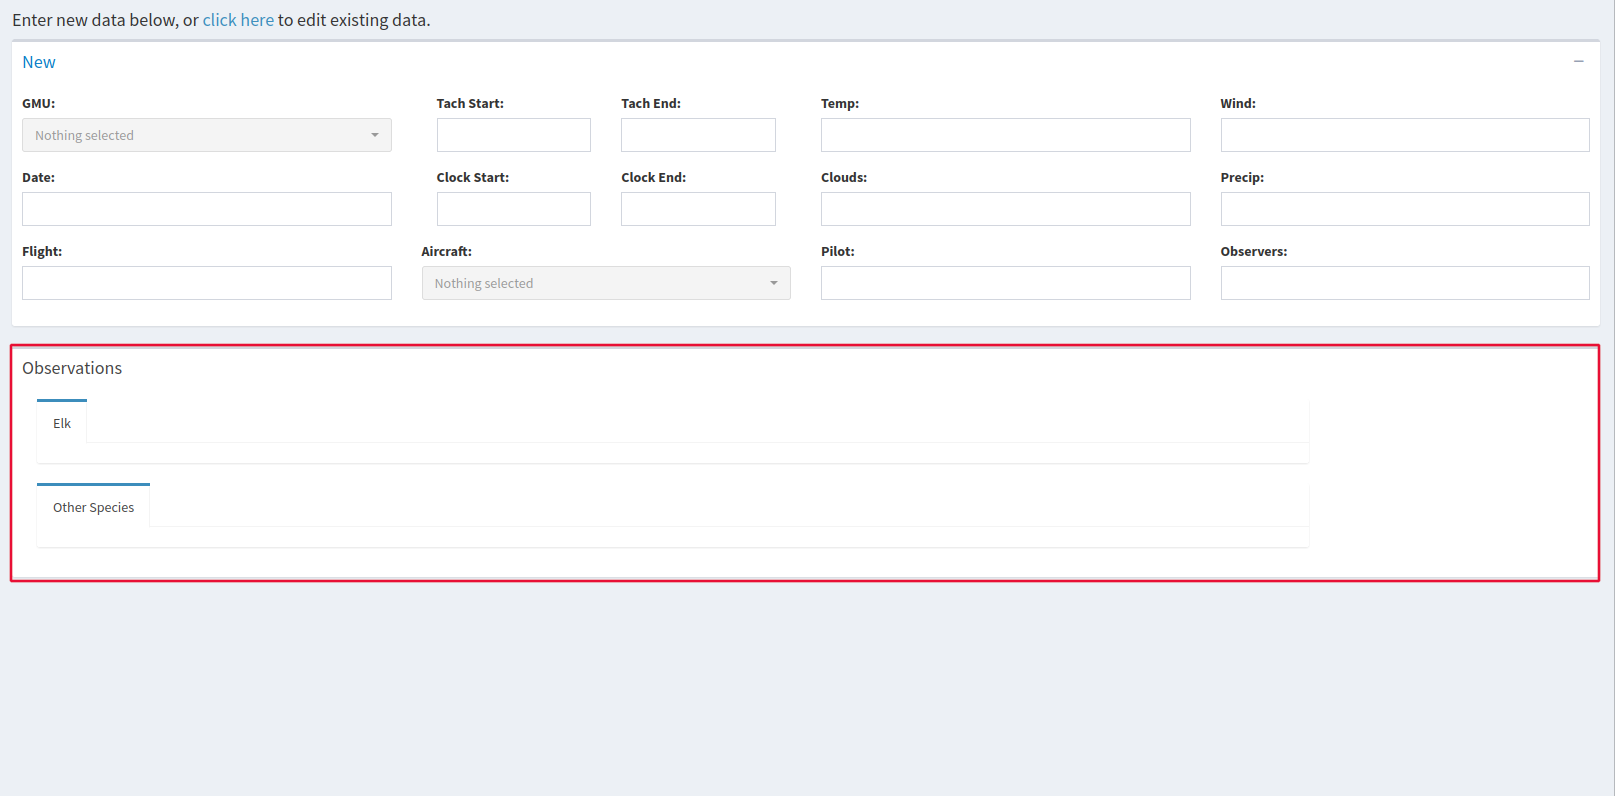 Enter new data below, or click here to edit existing data.
New
GMU: Tach Start: Tach End: Temp: Wind:
Nothing selected
Date: Clock Start: Clock End: Clouds: Precip:
Flight: Aircraft: Pilot: Observers:
Nothing selected
Observations
Elk
Other Species